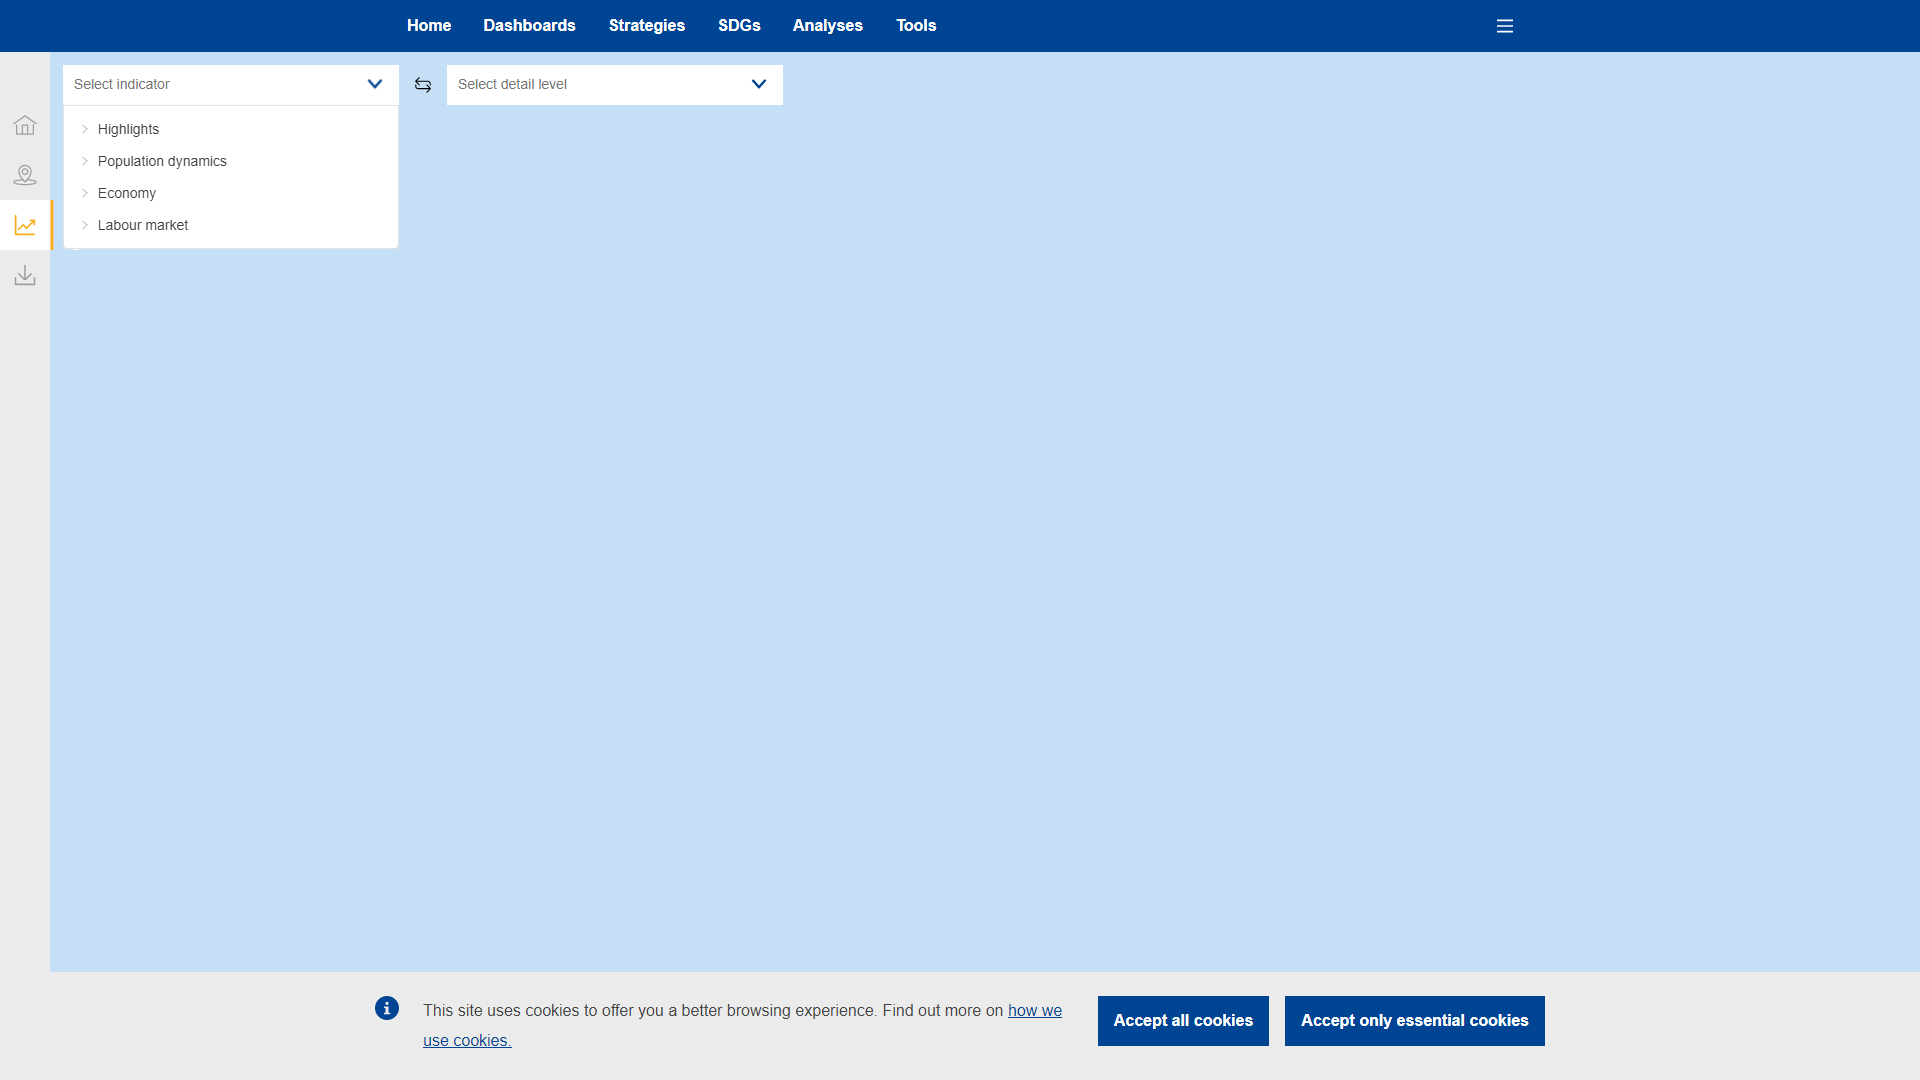 Home Dashboards Strategies SDGs Analyses Tools
Select indicator
Select detail level
Highlights
Population dynamics
Economy
Labour market
This site uses cookies to offer you a better browsing experience. Find out more on how we
use cookies.
Accept all cookies
Accept only essential cookies